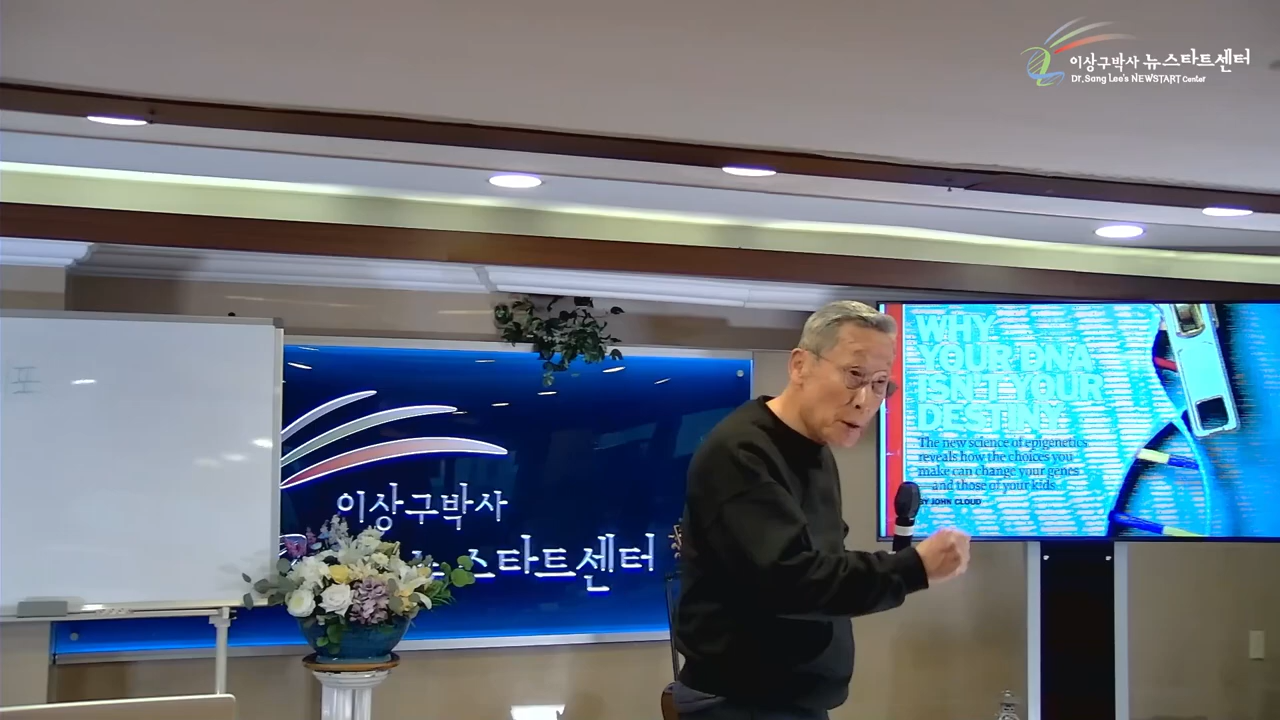 이상구박사 뉴스타트센터
Dr. Sang Lee's NEWSTART Center
포
이상구박사
뉴스타트센터
WHY
YOUR DNA
ISN'T YOUR
DESTINY
The new science of epigenetics
reveals how the choices you
make can change your genes
—and those of your kids
BY JOHN CLOUD